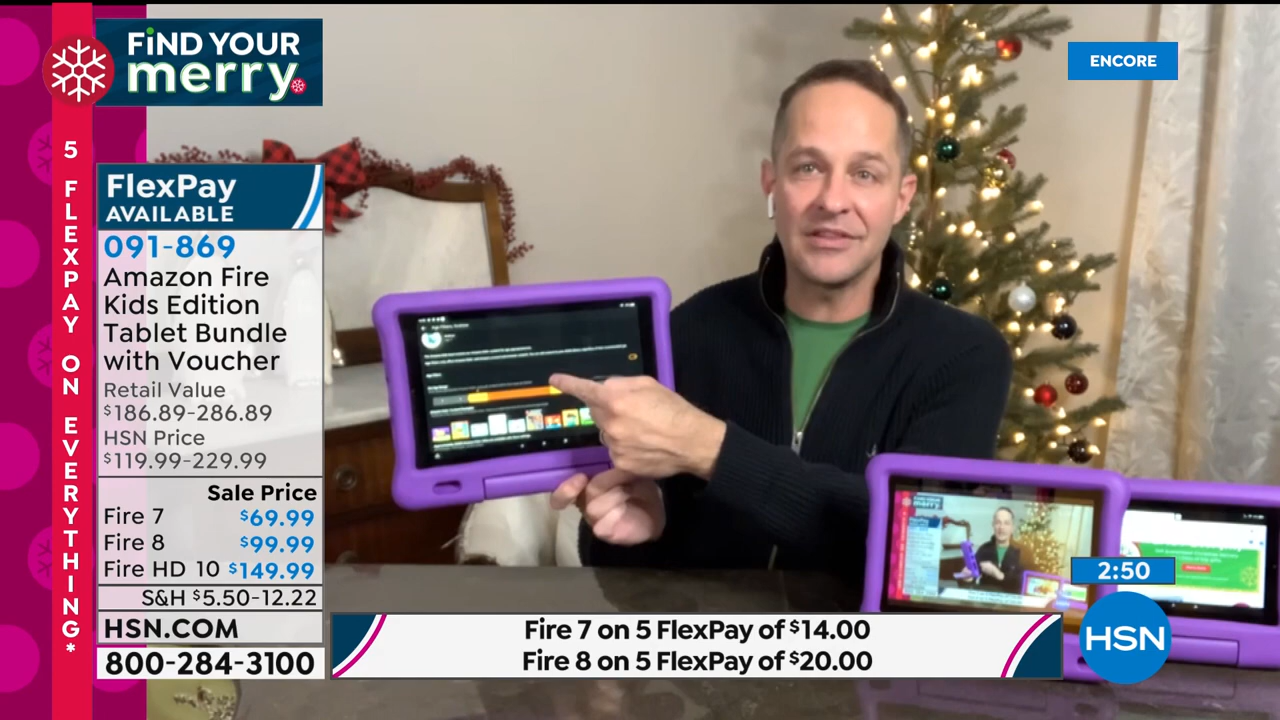 FiND YOUR
merry
ENCORE
5 FLEXPAY ON EVERYTHING*
FlexPay
AVAILABLE
091-869
Amazon Fire
Kids Edition
Tablet Bundle
with Voucher
Retail Value
$186.89-286.89
HSN Price
$119.99-229.99
Sale Price
Fire 7 $69.99
Fire 8 $99.99
Fire HD 10 $149.99
S&H $5.50-12.22
HSN.COM
800-284-3100
Fire 7 on 5 FlexPay of $14.00
Fire 8 on 5 FlexPay of $20.00
FIND YOUR
merry
2:50
HSN